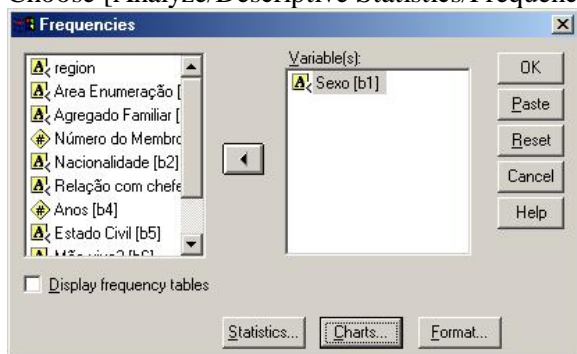 Choose [Analyze/Descriptive Statistics/Frequenc
Frequencies
region
Area Enumeração [
Agregado Familiar [
Número do Membro
Nacionalidade [b2]
Relação com chefe
Anos [b4]
Estado Civil [b5]
Variable(s):
Sexo [b1]
OK
Paste
Reset
Cancel
Help
Display frequency tables
Statistics...
Charts...
Format...